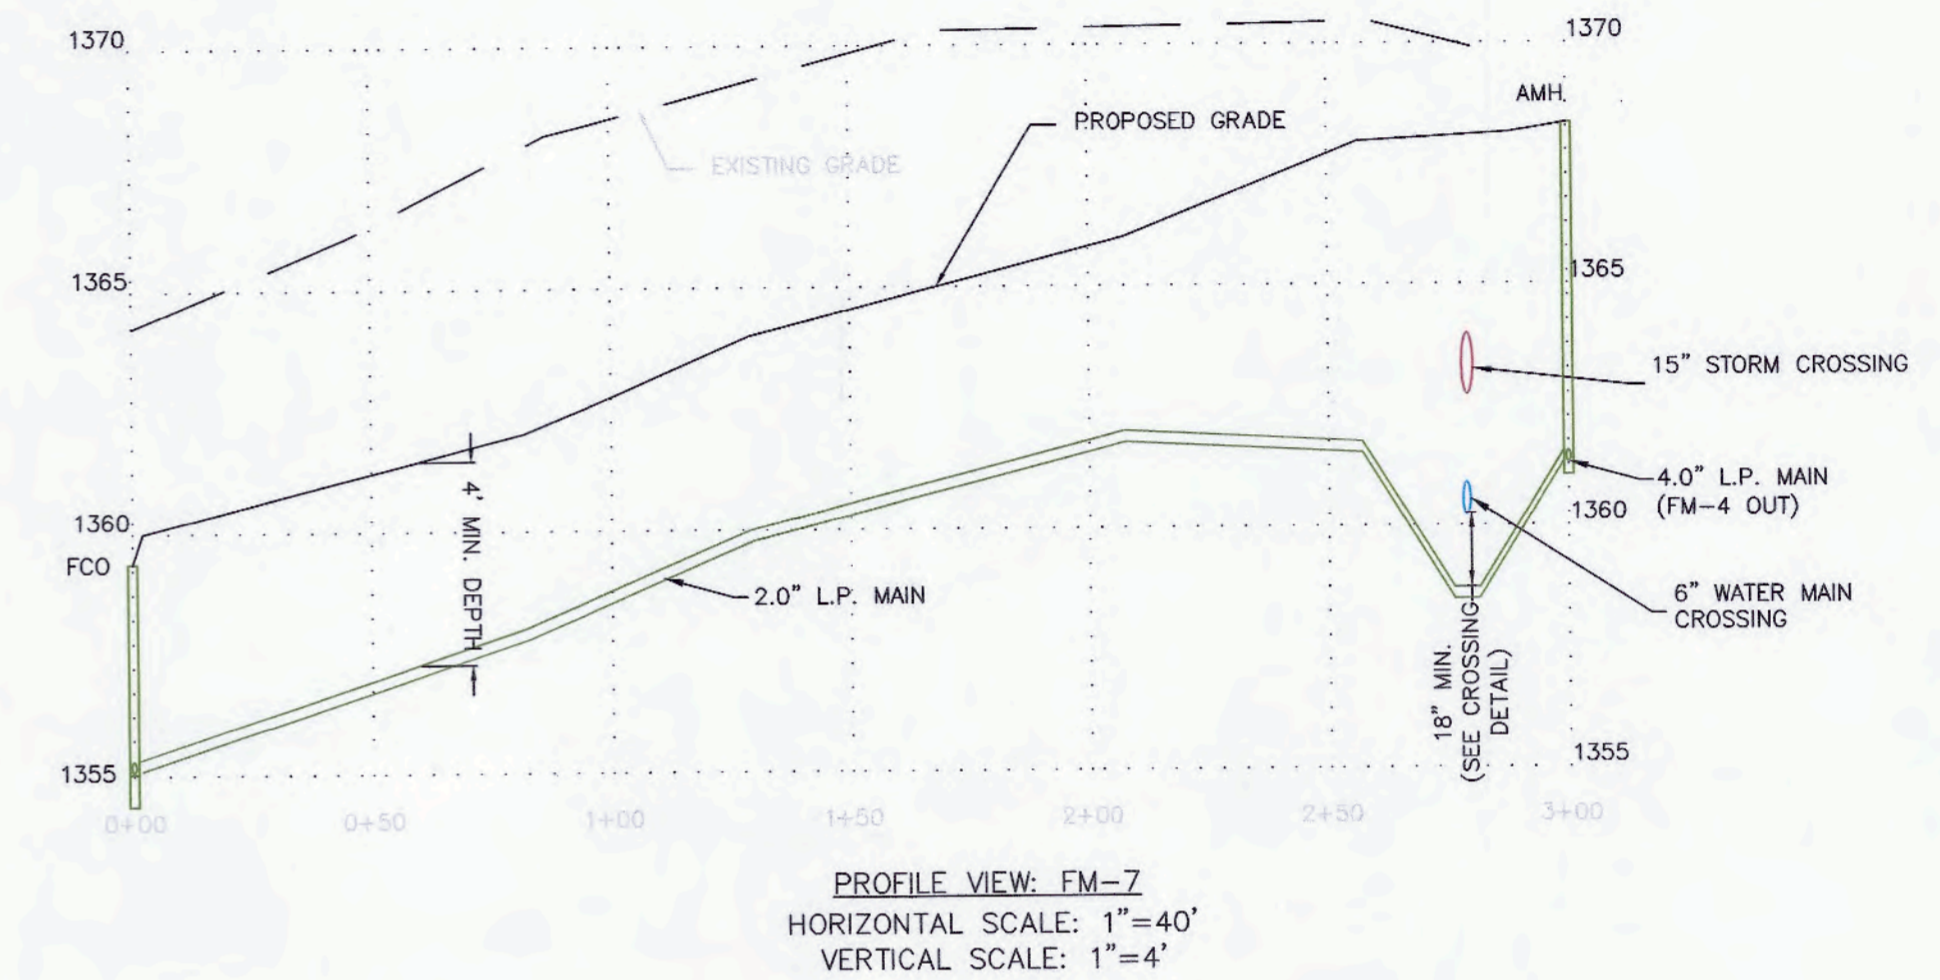 1370
1370
AMH.
PROPOSED GRADE
EXISTING GRADE
1365
1365
15" STORM CROSSING
4' MIN. DEPTH
4.0" L.P. MAIN
(FM-4 OUT)
1360
1360
FCO
2.0" L.P. MAIN
6" WATER MAIN
CROSSING
18" MIN.
(SEE CROSSING
DETAIL)
1355
1355
0+00
0+50
1+00
1+50
2+00
2+50
3+00
PROFILE VIEW: FM-7
HORIZONTAL SCALE: 1"=40'
VERTICAL SCALE: 1"=4'